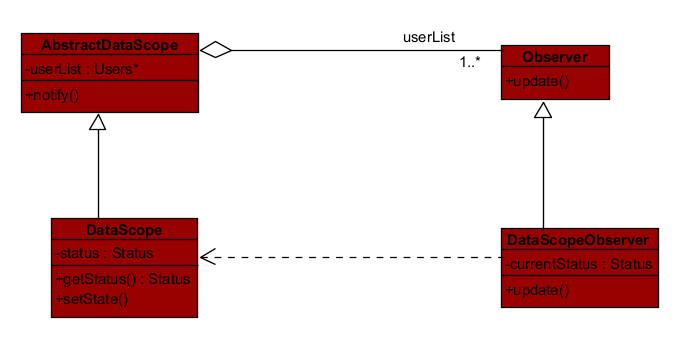 AbstractDataScope
-userList : Users*
+notify()
userList
1..*
Observer
+update()
DataScope
-status : Status
+getStatus() : Status
+setState()
DataScopeObserver
-currentStatus : Status
+update()